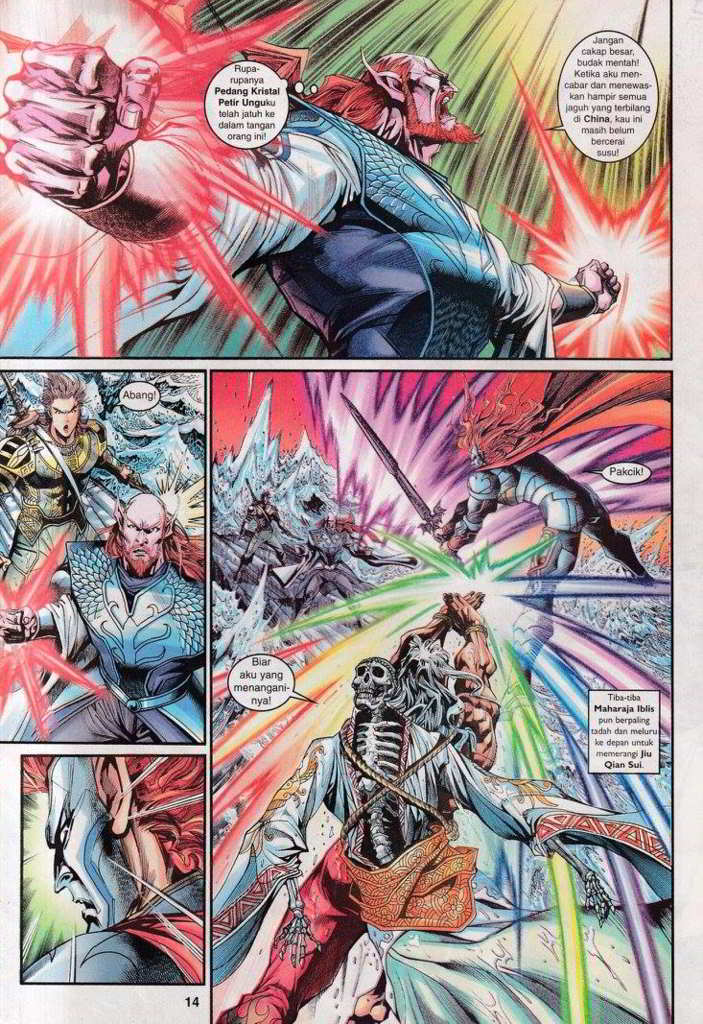 Rupa-
rupanya
Pedang Kristal
Petir Unguku
telah jatuh ke
dalam tangan
orang ini!
Jangan
cakap besar,
budak mentah!
Ketika aku men-
cabar dan menewas-
kan hampir semua
jaguh yang terbilang
di China, kau ini
masih belum
bercerai
susu!
Abang!
Pakcik!
Biar
aku yang
menangani-
nya!
Tiba-tiba
Maharaja Iblis
pun berpaling
tadah dan meluru
ke depan untuk
memerangi Jiu
Qian Sui.
14